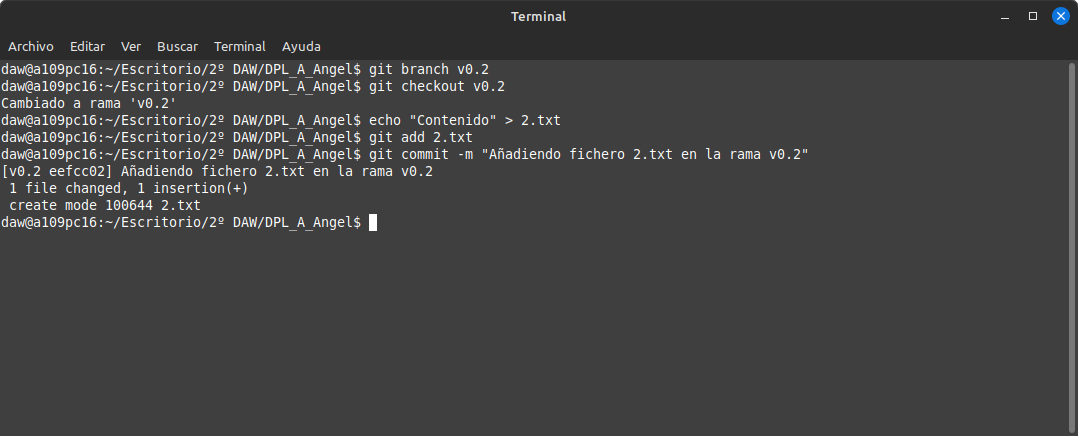 Terminal
Archivo Editar Ver Buscar Terminal Ayuda
daw@a109pc16:~/Escritorio/2º DAW/DPL_A_Angel$ git branch v0.2
daw@a109pc16:~/Escritorio/2º DAW/DPL_A_Angel$ git checkout v0.2
Cambiado a rama 'v0.2'
daw@a109pc16:~/Escritorio/2º DAW/DPL_A_Angel$ echo "Contenido" > 2.txt
daw@a109pc16:~/Escritorio/2º DAW/DPL_A_Angel$ git add 2.txt
daw@a109pc16:~/Escritorio/2º DAW/DPL_A_Angel$ git commit -m "Añadiendo fichero 2.txt en la rama v0.2"
[v0.2 eefcc02] Añadiendo fichero 2.txt en la rama v0.2
 1 file changed, 1 insertion(+)
 create mode 100644 2.txt
daw@a109pc16:~/Escritorio/2º DAW/DPL_A_Angel$